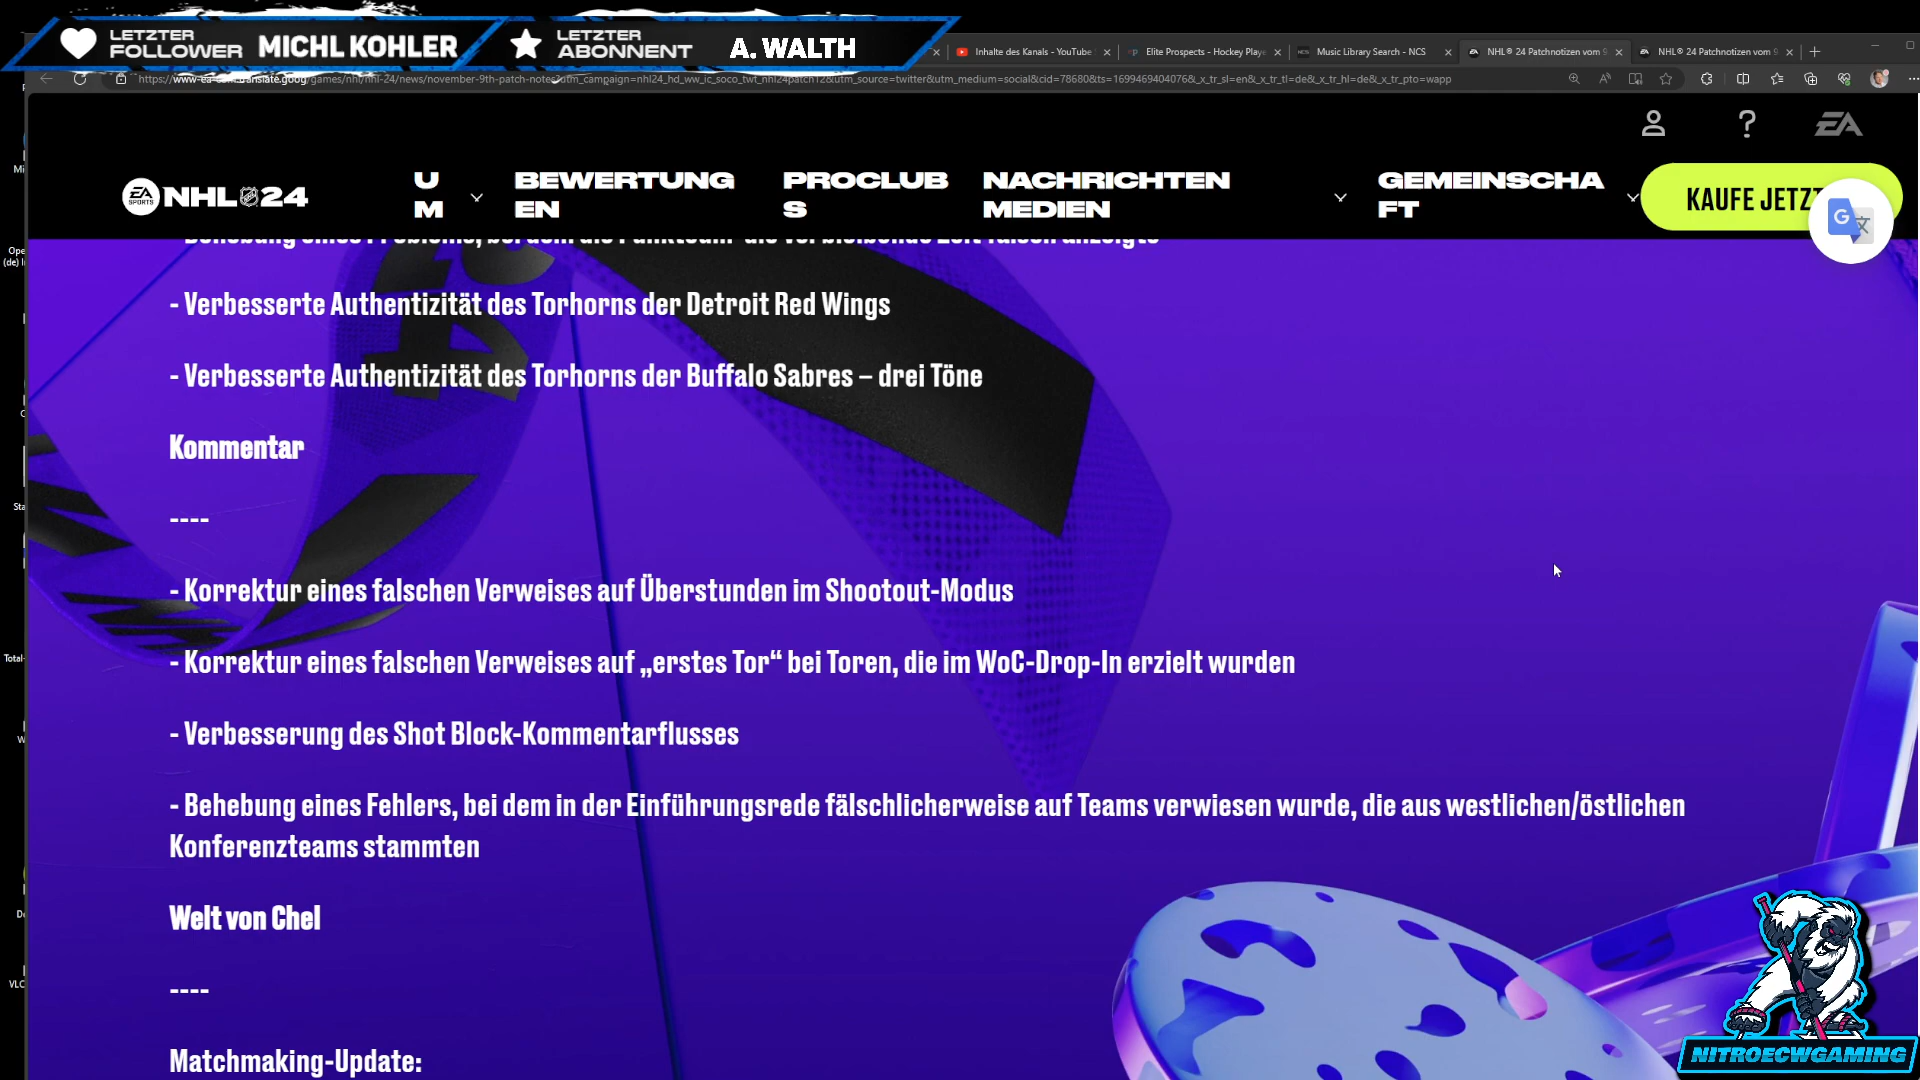 LETZTER
FOLLOWER MICHL KOHLER
LETZTER
ABONNENT A. WALTH
Inhalte des Kanals - YouTube
Elite Prospects - Hockey Playe
Music Library Search - NCS
NHL® 24 Patchnotizen vom 9
NHL® 24 Patchnotizen vom 9
UM
BEWERTUNG
EN
PROCLUB
S
NACHRICHTEN
MEDIEN
GEMEINSCHA
FT
EA SPORTS NHL 24
KAUFE JETZT
- Verbesserte Authentizität des Torhorns der Detroit Red Wings
- Verbesserte Authentizität des Torhorns der Buffalo Sabres – drei Töne
Kommentar
----
- Korrektur eines falschen Verweises auf Überstunden im Shootout-Modus
- Korrektur eines falschen Verweises auf „erstes Tor“ bei Toren, die im WoC-Drop-In erzielt wurden
- Verbesserung des Shot Block-Kommentarflusses
- Behebung eines Fehlers, bei dem in der Einführungsrede fälschlicherweise auf Teams verwiesen wurde, die aus westlichen/östlichen
Konferenzteams stammten
Welt von Chel
----
Matchmaking-Update:
NITROECWGAMING